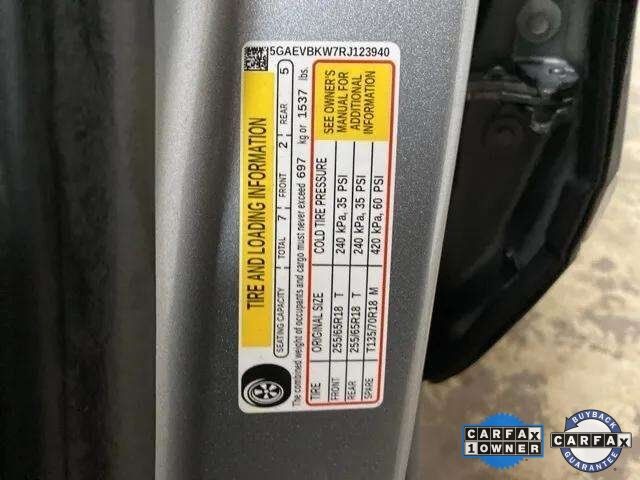 5GAEVBKW7RJ123940
TIRE AND LOADING INFORMATION
SEATING CAPACITY TOTAL 7 FRONT 2 REAR 5
The combined weight of occupants and cargo must never exceed 697 kg or 1537 lbs.
TIRE ORIGINAL SIZE COLD TIRE PRESSURE
FRONT 255/65R18 T 240 kPa, 35 PSI
REAR 255/65R18 T 240 kPa, 35 PSI
SPARE T135/70R18 M 420 kPa, 60 PSI
SEE OWNER'S
MANUAL FOR
ADDITIONAL
INFORMATION
CARFAX
1 OWNER
BUYBACK
CARFAX
GUARANTEE